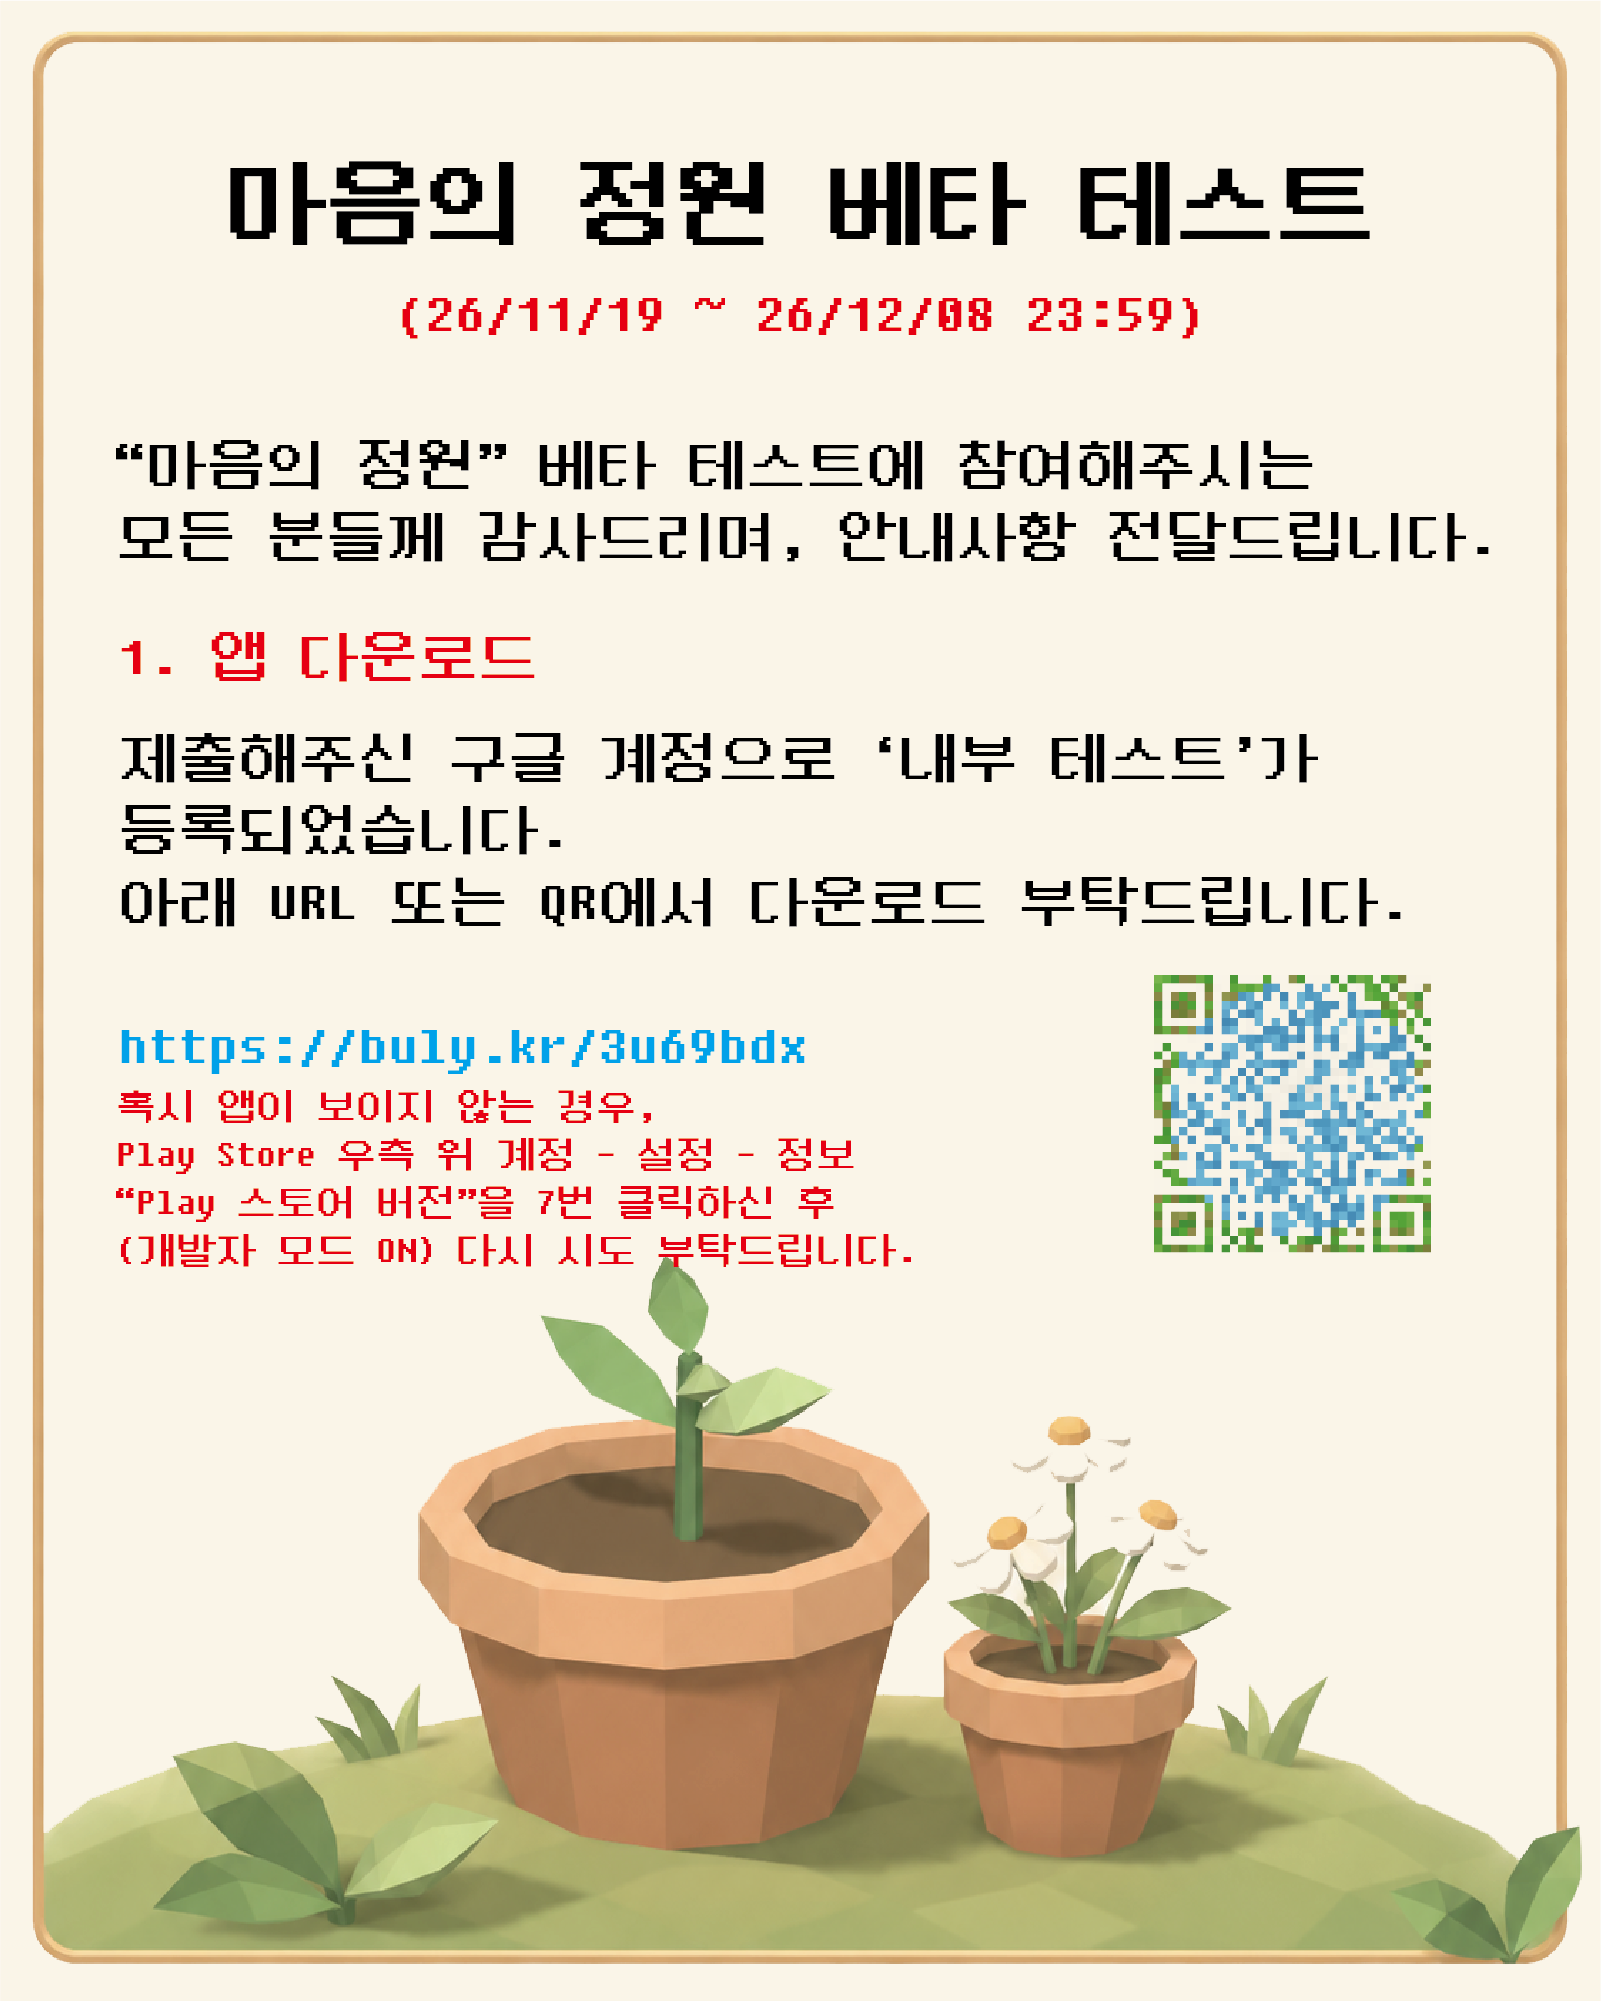 마음의 정원 베타 테스트
(26/11/19 ~ 26/12/08 23:59)
“마음의 정원” 베타 테스트에 참여해주시는
모든 분들께 감사드리며, 안내사항 전달드립니다.
1. 앱 다운로드
제출해주신 구글 계정으로 ‘내부 테스트’가
등록되었습니다.
아래 URL 또는 QR에서 다운로드 부탁드립니다.
https://buly.kr/3u69bdx
혹시 앱이 보이지 않는 경우,
Play Store 우측 위 계정 - 설정 - 정보
“Play 스토어 버전”을 7번 클릭하신 후
(개발자 모드 ON) 다시 시도 부탁드립니다.